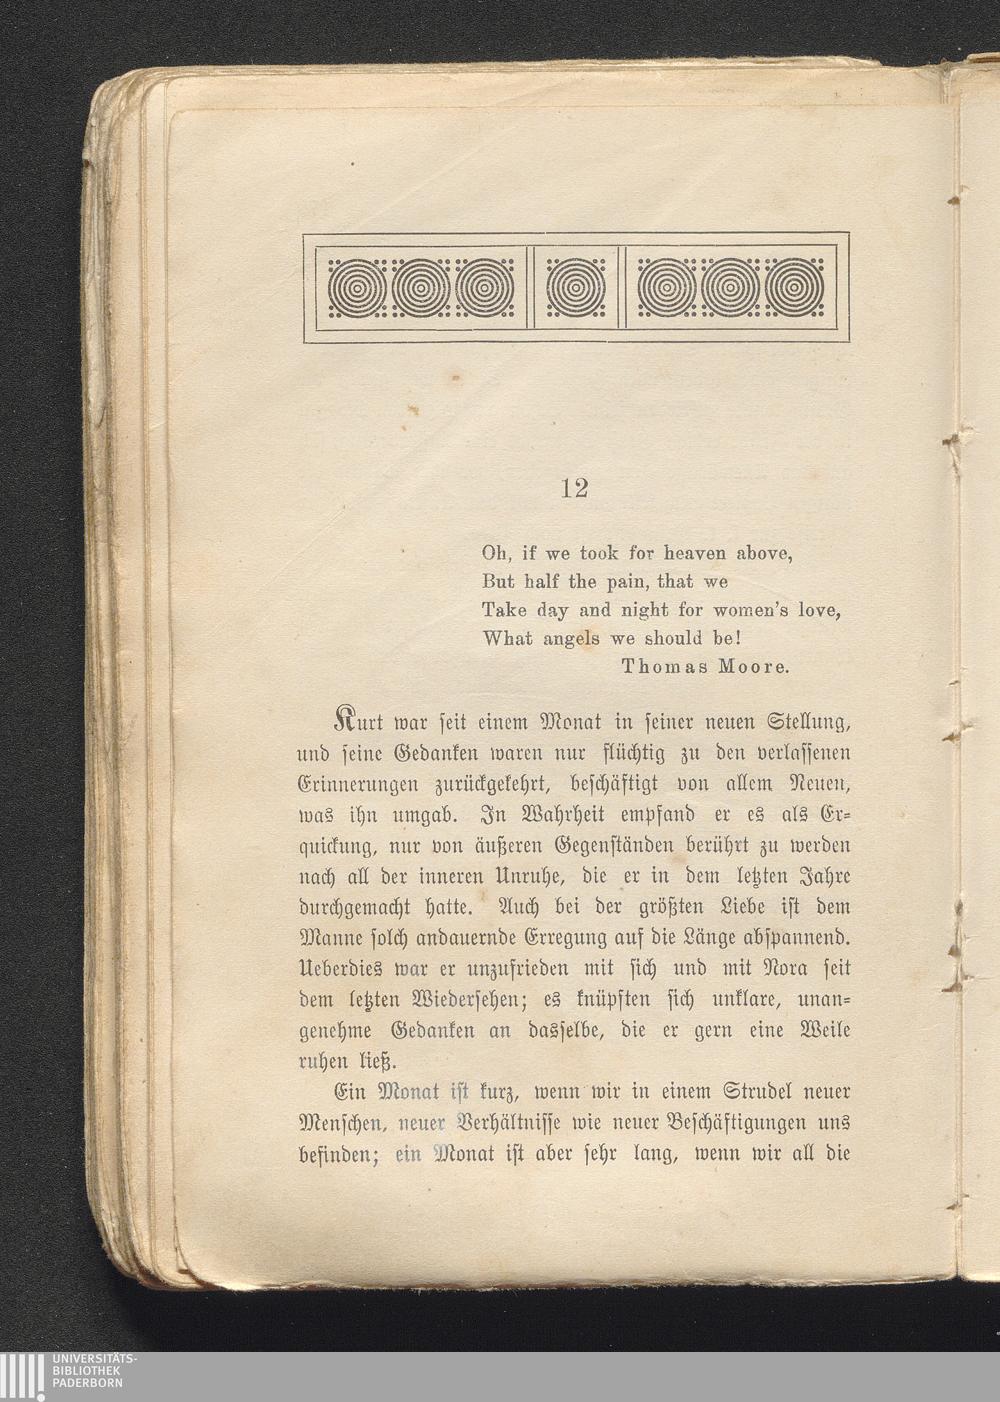 12
Oh, if we took for heaven above,
But half the pain, that we
Take day and night for women's love,
What angels we should be!
Thomas Moore.
Kurt war seit einem Monat in seiner neuen Stellung,
und seine Gedanken waren nur flüchtig zu den verlassenen
Erinnerungen zurückgekehrt, beschäftigt von allem Neuen,
was ihn umgab. In Wahrheit empfand er es als Er-
quickung, nur von äußeren Gegenständen berührt zu werden
nach all der inneren Unruhe, die er in dem letzten Jahre
durchgemacht hatte. Auch bei der größten Liebe ist dem
Manne solch andauernde Erregung auf die Länge abspannend.
Ueberdies war er unzufrieden mit sich und mit Nora seit
dem letzten Wiedersehen; es knüpften sich unklare, unan-
genehme Gedanken an dasselbe, die er gern eine Weile
ruhen ließ.
Ein Monat ist kurz, wenn wir in einem Strudel neuer
Menschen, neuer Verhältnisse wie neuer Beschäftigungen uns
befinden; ein Monat ist aber sehr lang, wenn wir all die
UNIVERSITÄTS-
BIBLIOTHEK
PADERBORN